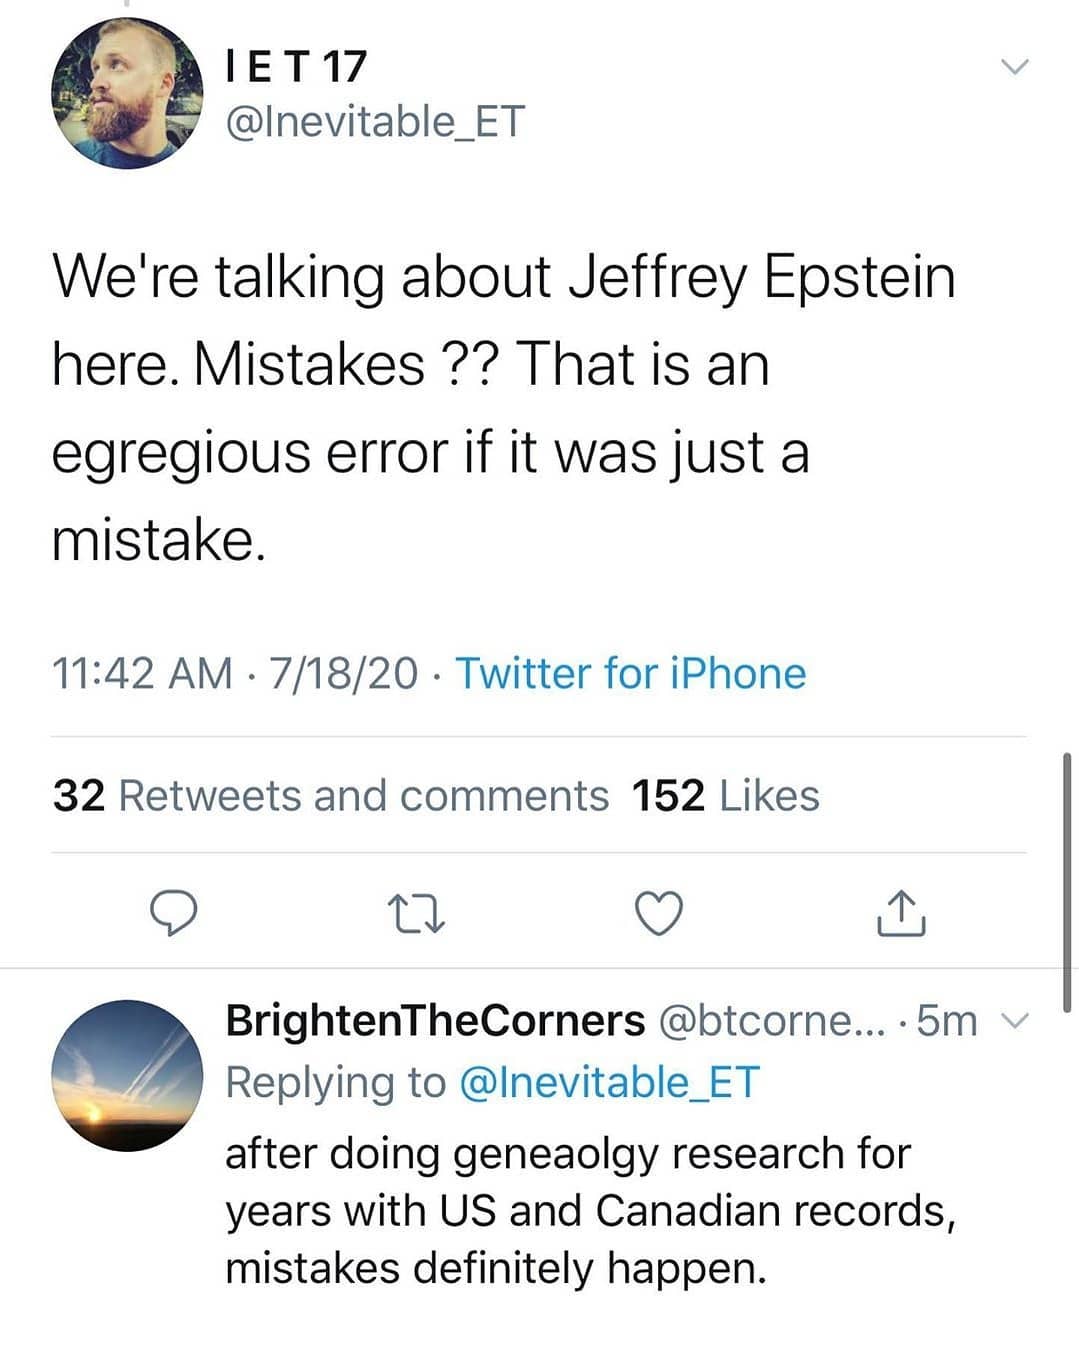 I E T 17
@Inevitable_ET
We're talking about Jeffrey Epstein
here. Mistakes ?? That is an
egregious error if it was just a
mistake.
11:42 AM · 7/18/20 · Twitter for iPhone
32 Retweets and comments 152 Likes
BrightenTheCorners @btcorne... · 5m
Replying to @Inevitable_ET
after doing geneaolgy research for
years with US and Canadian records,
mistakes definitely happen.